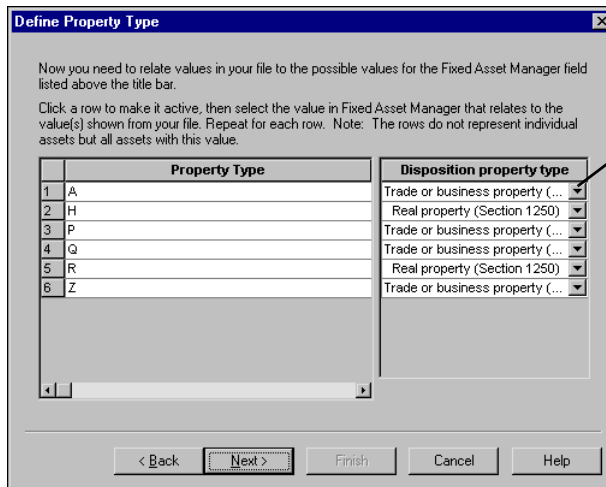 Define Property Type
Now you need to relate values in your file to the possible values for the Fixed Asset Manager field
listed above the title bar.
Click a row to make it active, then select the value in Fixed Asset Manager that relates to the
value(s) shown from your file. Repeat for each row. Note: The rows do not represent individual
assets but all assets with this value.
Property Type Disposition property type
1 A Trade or business property (...
2 H Real property (Section 1250)
3 P Trade or business property (...
4 Q Trade or business property (...
5 R Real property (Section 1250)
6 Z Trade or business property (...
< Back Next > Finish Cancel Help